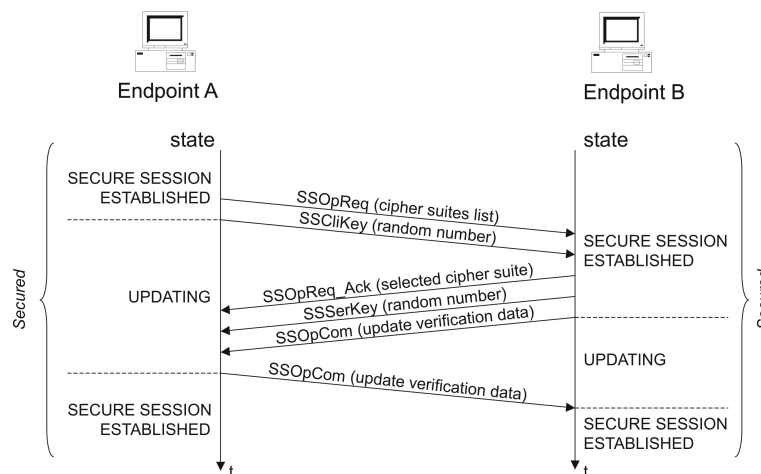 Endpoint A
Endpoint B
state
state
SECURE SESSION
ESTABLISHED
SSOpReq (cipher suites list)
SSCliKey (random number)
SECURE SESSION
ESTABLISHED
SSOpReq_Ack (selected cipher suite)
UPDATING
SSSerKey (random number)
SSOpCom (update verification data)
UPDATING
SSOpCom (update verification data)
SECURE SESSION
ESTABLISHED
SECURE SESSION
ESTABLISHED
t
t
Secured
Secured